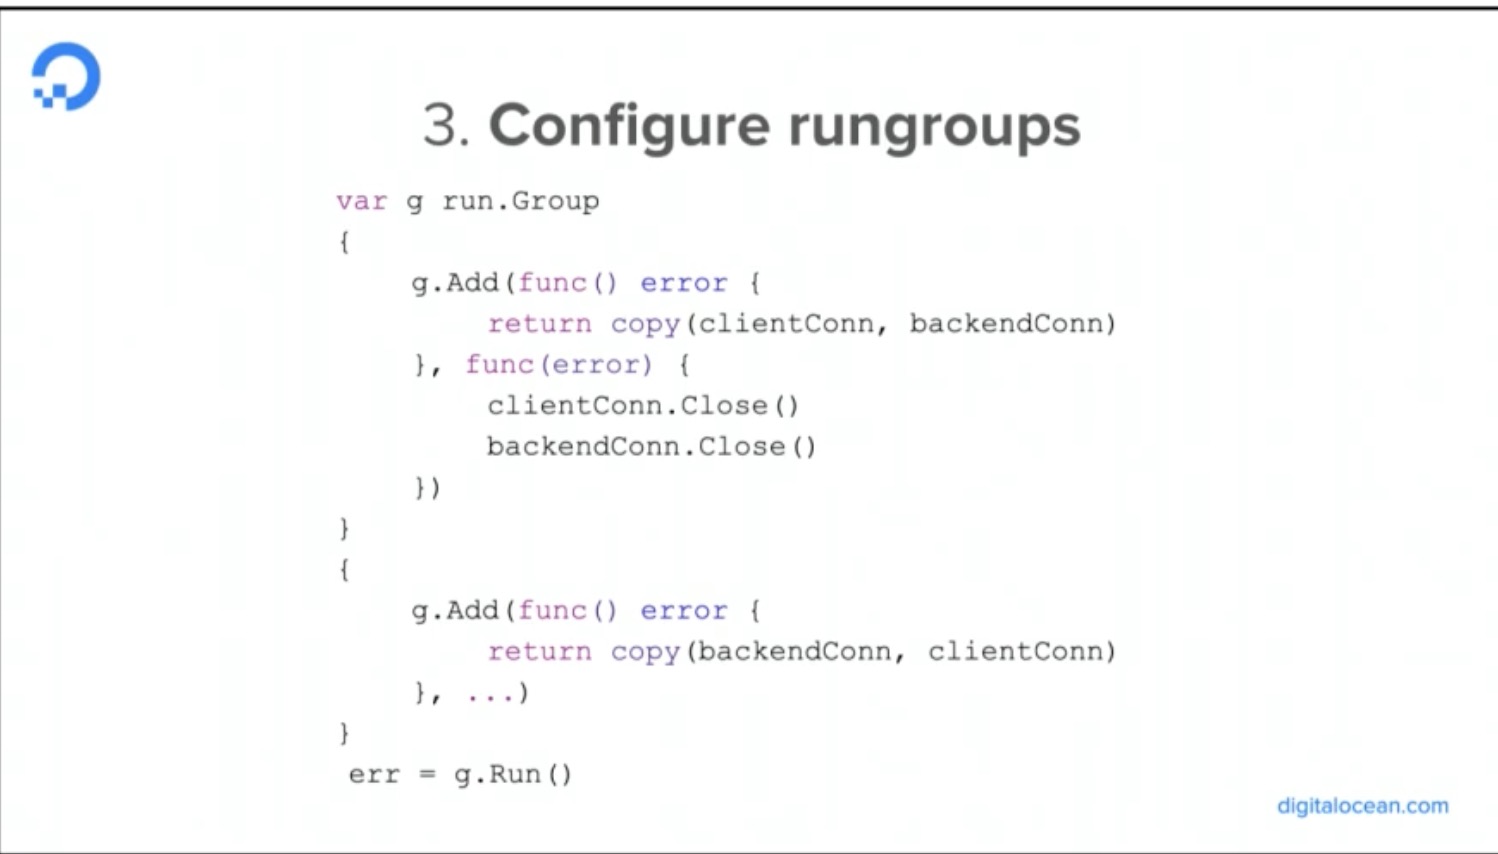 3. Configure rungroups
var g run.Group
{
g.Add(func() error {
return copy(clientConn, backendConn)
}, func(error) {
clientConn.Close()
backendConn.Close()
})
}
{
g.Add(func() error {
return copy(backendConn, clientConn)
}, ...)
}
err = g.Run()
digitalocean.com